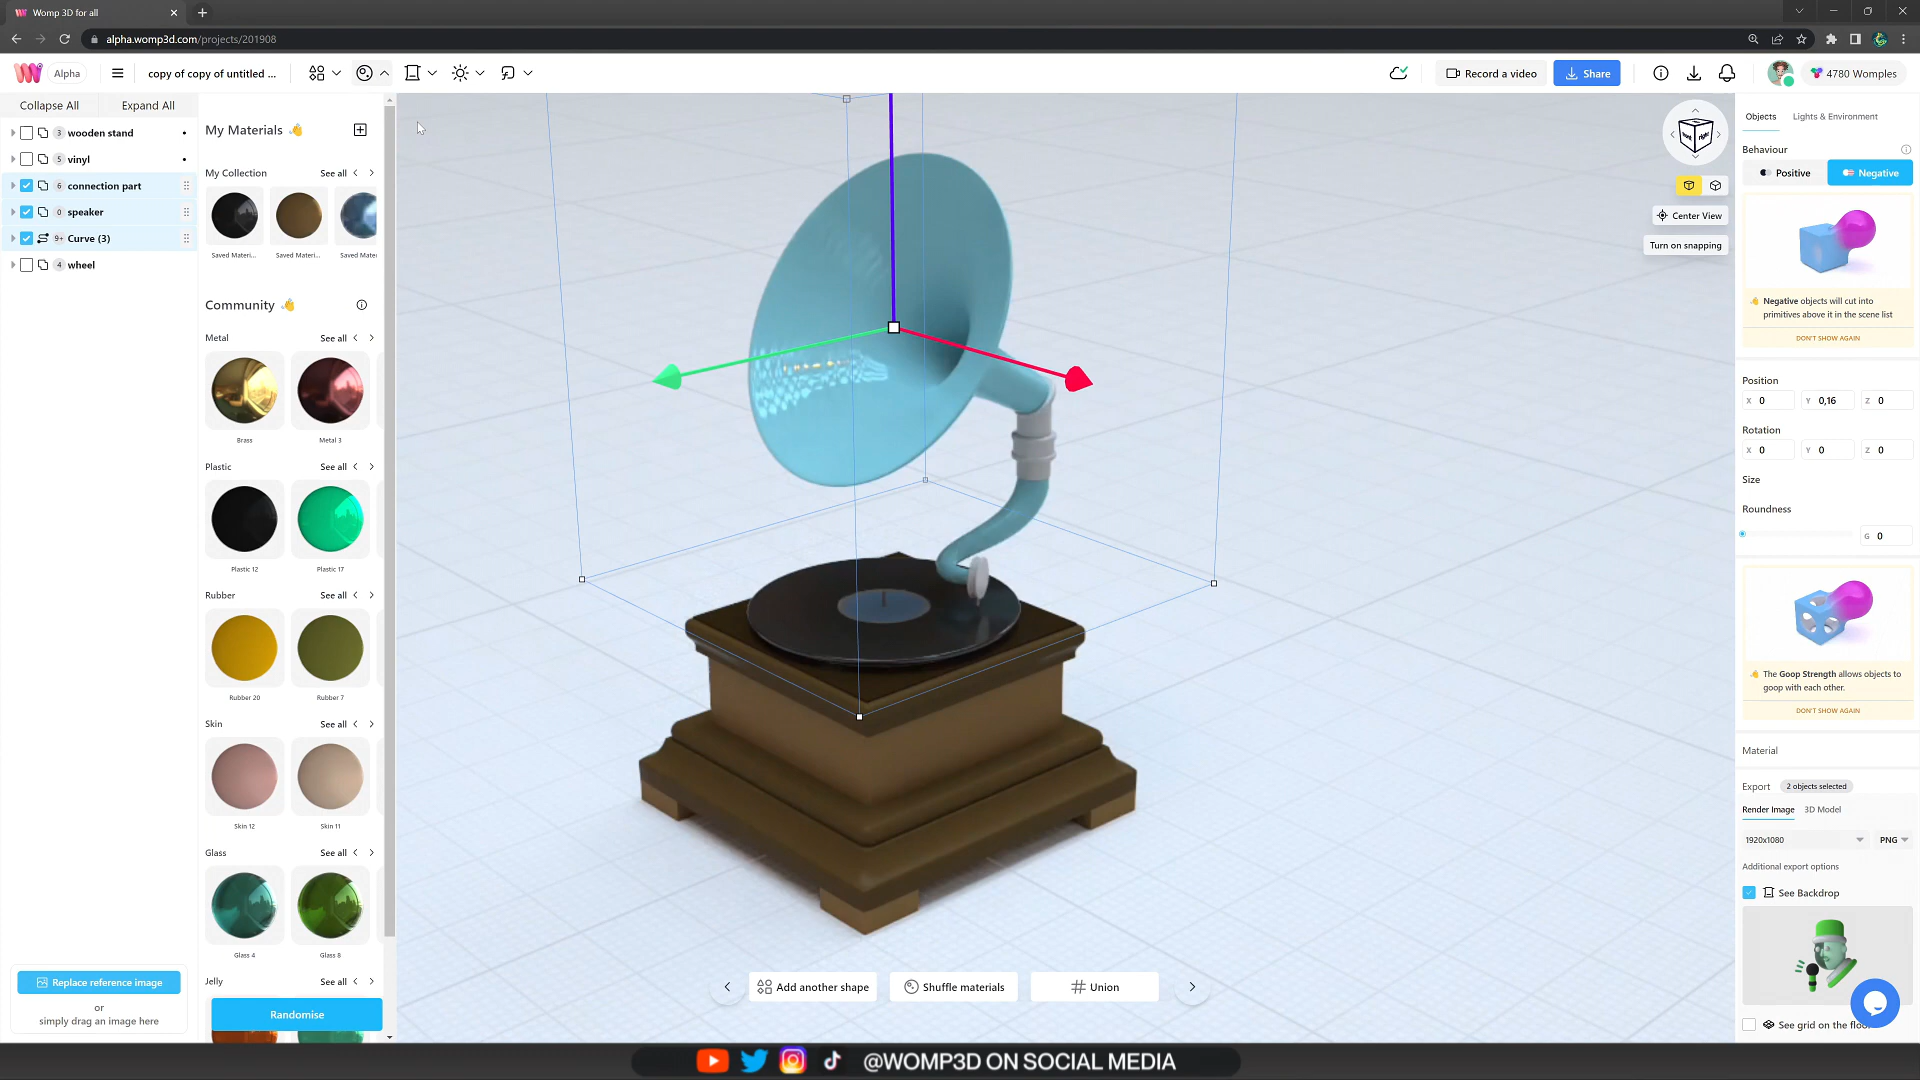 Womp 3D for all
alpha.womp3d.com/projects/201908
Alpha
copy of copy of untitled ...
Record a video
Share
4780 Womples
Collapse All
Expand All
3 wooden stand
5 vinyl
6 connection part
0 speaker
9+ Curve (3)
4 wheel
Replace reference image
or
simply drag an image here
My Materials
My Collection See all
Saved Materi... Saved Materi... Saved Mate
Community
Metal See all
Brass Metal 3
Plastic See all
Plastic 12 Plastic 17
Rubber See all
Rubber 20 Rubber 7
Skin See all
Skin 12 Skin 11
Glass See all
Glass 4 Glass 8
Jelly See all
Randomise
right
Center View
Turn on snapping
Add another shape
Shuffle materials
Union
Objects
Lights & Environment
Behaviour
Positive
Negative
Negative objects will cut into
primitives above it in the scene list
DON'T SHOW AGAIN
Position
X 0 Y 0,16 Z 0
Rotation
X 0 Y 0 Z 0
Size
Roundness
G 0
The Goop Strength allows objects to
goop with each other.
DON'T SHOW AGAIN
Material
Export 2 objects selected
Render Image 3D Model
1920x1080 PNG
Additional export options
See Backdrop
See grid on the floo
@WOMP3D ON SOCIAL MEDIA